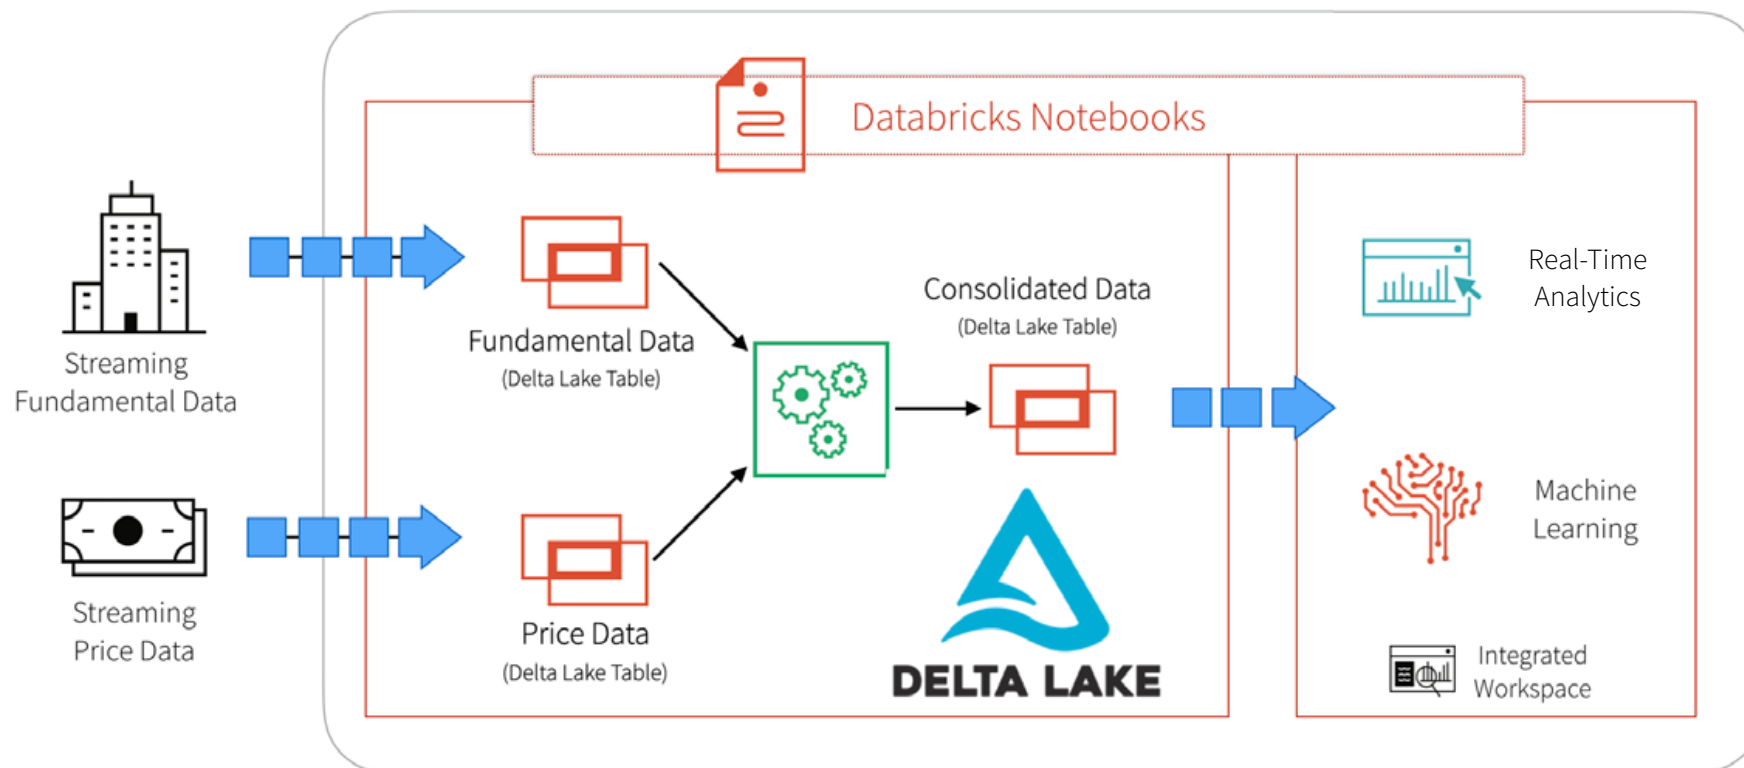 Databricks Notebooks
Streaming
Fundamental Data
Fundamental Data
(Delta Lake Table)
Consolidated Data
(Delta Lake Table)
Real-Time
Analytics
Streaming
Price Data
Price Data
(Delta Lake Table)
DELTA LAKE
Machine
Learning
Integrated
Workspace